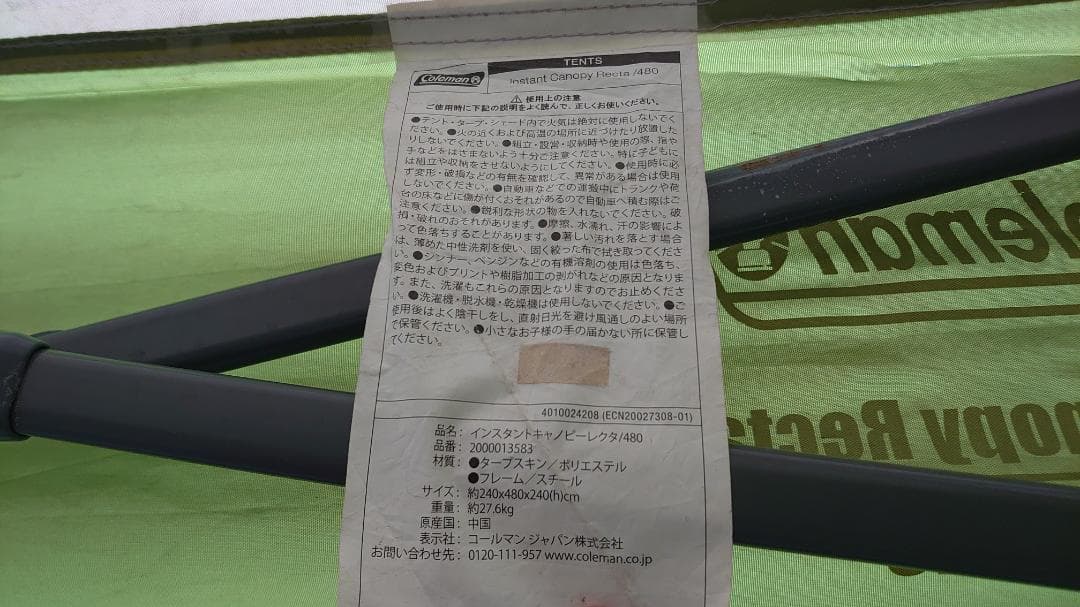 TENTS
Coleman
Instant Canopy Recta /480
⚠ 使用上の注意
ご使用時に下記の説明をよく読んで、正しくお使いください。
●テント・タープ・シェード内で火気は絶対に使用しないでく
ださい。●火の近くおよび高温の場所に近づけたり放置した
りしないでください。●組立・設営・収納時や使用の際、指や
手などをはさまないよう十分ご注意ください。特に子どもに
は組立や収納をさせないようにしてください。●使用時に必
ず変形・破損などの有無を確認して、異常がある場合は使用
しないでください。●自動車などでの運搬中にトランクや荷
台の床などに傷が付くおそれがあるので自動車へ積む際はご
注意ください。●鋭利な形状の物を入れないでください。破
損・破れのおそれがあります。●摩擦、水濡れ、汗の影響によ
って色落ちすることがあります。●著しい汚れを落とす場合
は、薄めた中性洗剤を使い、固く絞った布で拭き取ってくださ
い。●シンナー、ベンジンなどの有機溶剤の使用は色落ち、
変色およびプリントや樹脂加工の剥がれなどの原因となりま
す。また、洗濯もこれらの原因となりますのでお止めくださ
い。●洗濯機・脱水機・乾燥機は使用しないでください。●ご
使用後はよく陰干しをし、直射日光を避け風通しのよい場所
で保管ください。●小さなお子様の手の届かない所に保管し
てください。
4010024208 (ECN20027308-01)
品名：インスタントキャノピーレクタ/480
品番：2000013583
材質：●タープスキン／ポリエステル
●フレーム／スチール
サイズ：約240x480x240(h)cm
重量：約27.6kg
原産国：中国
表示社：コールマン ジャパン株式会社
お問い合わせ先：0120-111-957 www.coleman.co.jp
Coleman
nopy Recta